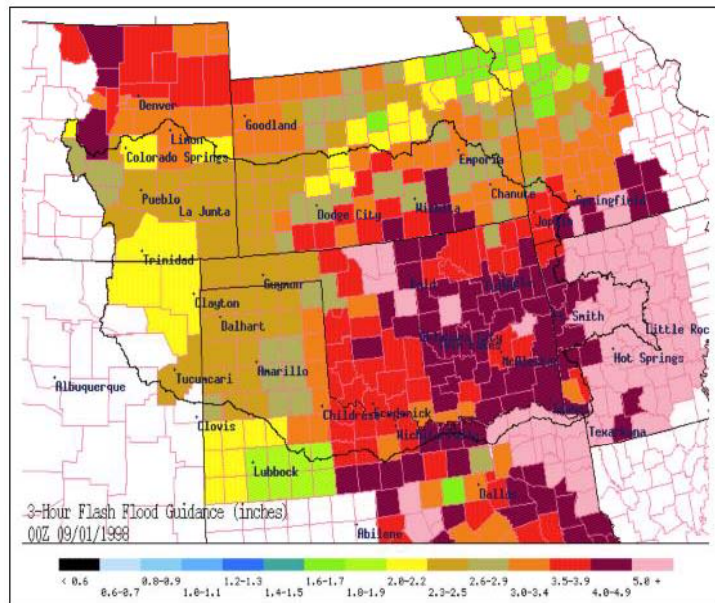 Denver
Limon
Goodland
Colorado Springs
Emporia
Pueblo
La Junta
Dodge City
Wichita
Chanute
Springfield
Joplin
Trinidad
Guymon
Enid
Clayton
Dalhart
Ft Smith
Little Roc
McAlester
Hot Springs
Albuquerque
Tucumcari
Amarillo
Clovis
Childress
Frederick
Wichita Falls
Texarkana
Lubbock
Dallas
3-Hour Flash Flood Guidance (inches)
00Z 09/01/1998
Abilene
< 0.6 0.8-0.9 1.2-1.3 1.6-1.7 2.0-2.2 2.6-2.9 3.5-3.9 5.0 +
0.6-0.7 1.0-1.1 1.4-1.5 1.8-1.9 2.3-2.5 3.0-3.4 4.0-4.9